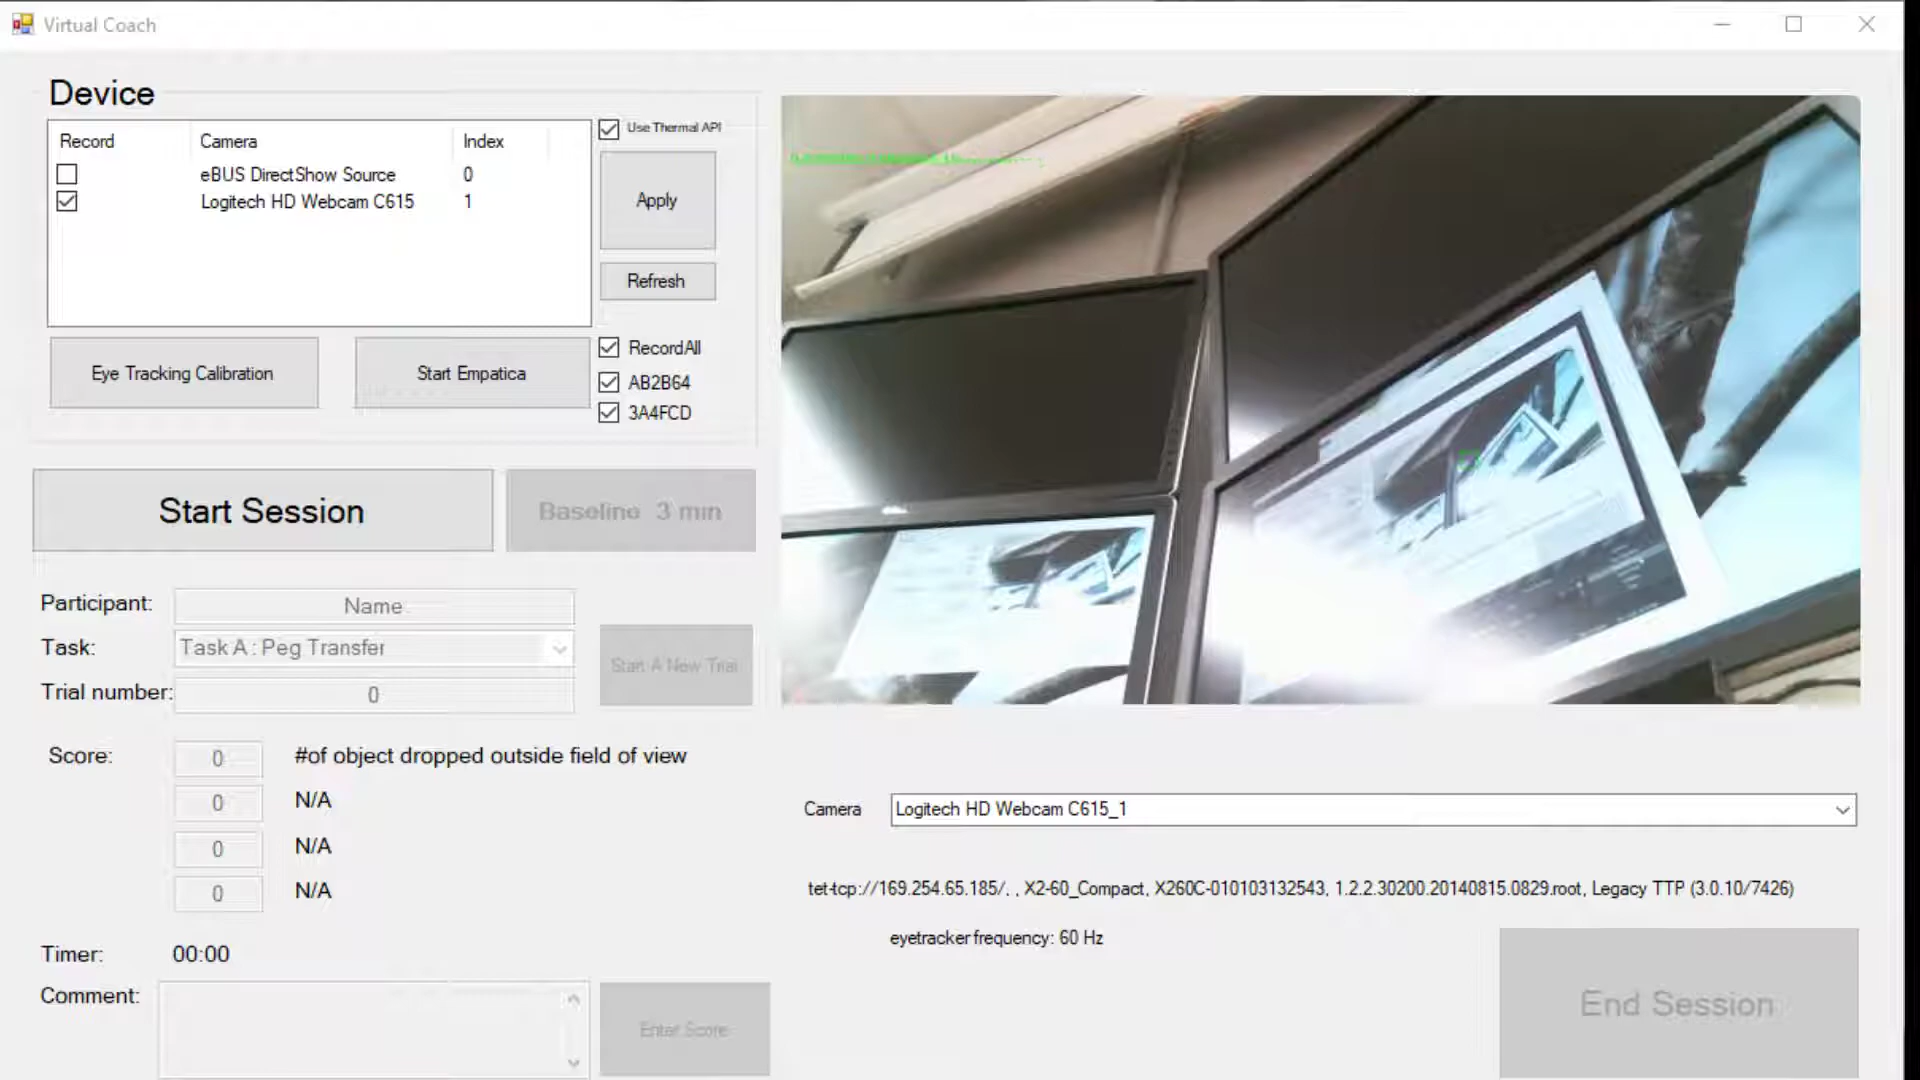 Virtual Coach
Device
Record Camera Index
eBUS DirectShow Source 0
Logitech HD Webcam C615 1
Use Thermal API
Apply
Refresh
Eye Tracking Calibration
Start Empatica
RecordAll
AB2B64
3A4FCD
Start Session
Baseline 3 min
Participant: Name
Task: Task A : Peg Transfer
Start A New Trial
Trial number: 0
Score: 0 #of object dropped outside field of view
0 N/A
0 N/A
0 N/A
Timer: 00:00
Comment:
Enter Score
Camera Logitech HD Webcam C615_1
tet-tcp://169.254.65.185/. , X2-60_Compact, X260C-010103132543, 1.2.2.30200.20140815.0829.root, Legacy TTP (3.0.10/7426)
eyetracker frequency: 60 Hz
End Session